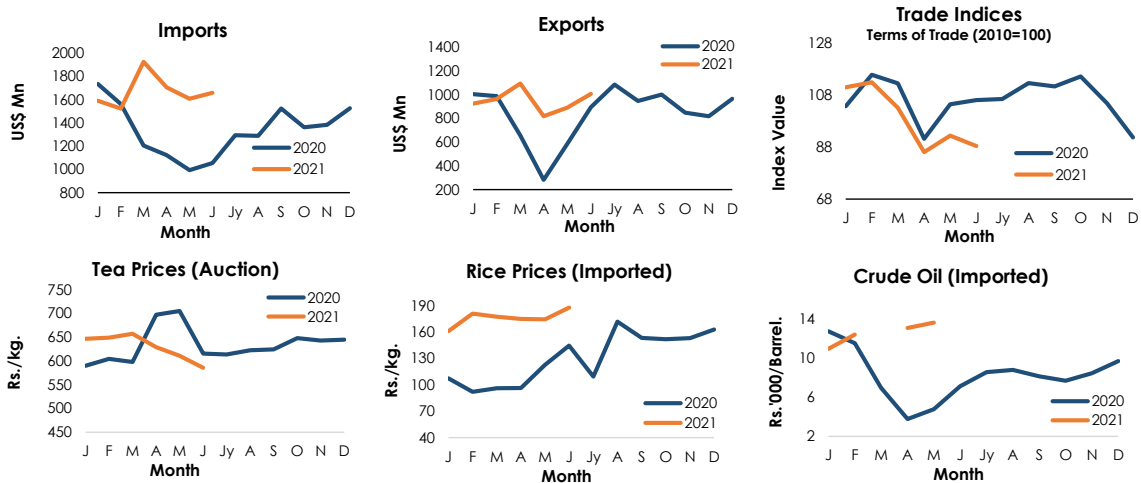 Imports
US$ Mn
2000
1800
1600
1400
1200
1000
800
2020
2021
J F M A M J Jy A S O N D
Month
Exports
US$ Mn
1400
1200
1000
800
600
400
200
2020
2021
J F M A M J Jy A S O N D
Month
Trade Indices
Terms of Trade (2010=100)
Index Value
128
108
88
68
2020
2021
J F M A M J Jy A S O N D
Month
Tea Prices (Auction)
Rs./kg.
750
700
650
600
550
500
450
2020
2021
J F M A M J Jy A S O N D
Month
Rice Prices (Imported)
Rs./kg.
190
160
130
100
70
40
2020
2021
J F M A M J Jy A S O N D
Month
Crude Oil (Imported)
Rs.'000/Barrel.
14
10
6
2
2020
2021
J F M A M J Jy A S O N D
Month